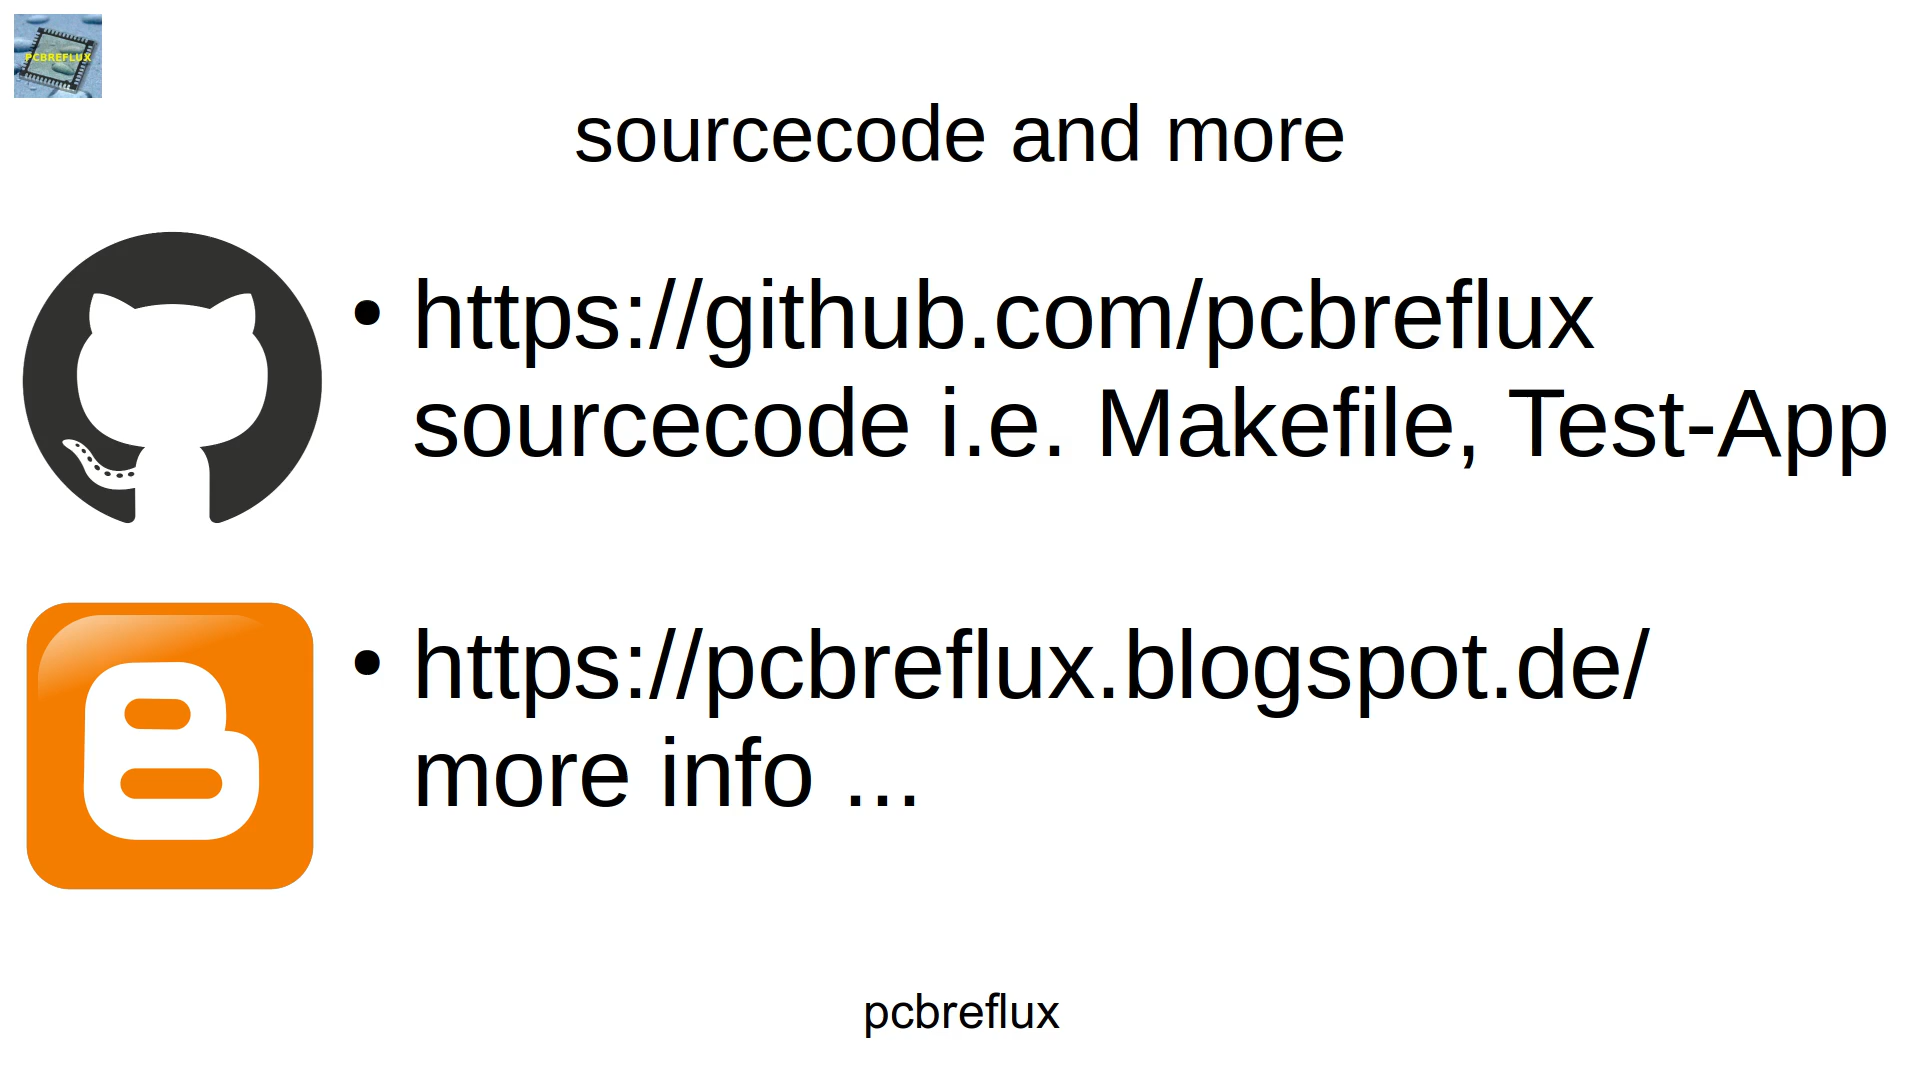 PCBREFLUX
sourcecode and more
• https://github.com/pcbreflux
sourcecode i.e. Makefile, Test-App
• https://pcbreflux.blogspot.de/
more info ...
pcbreflux